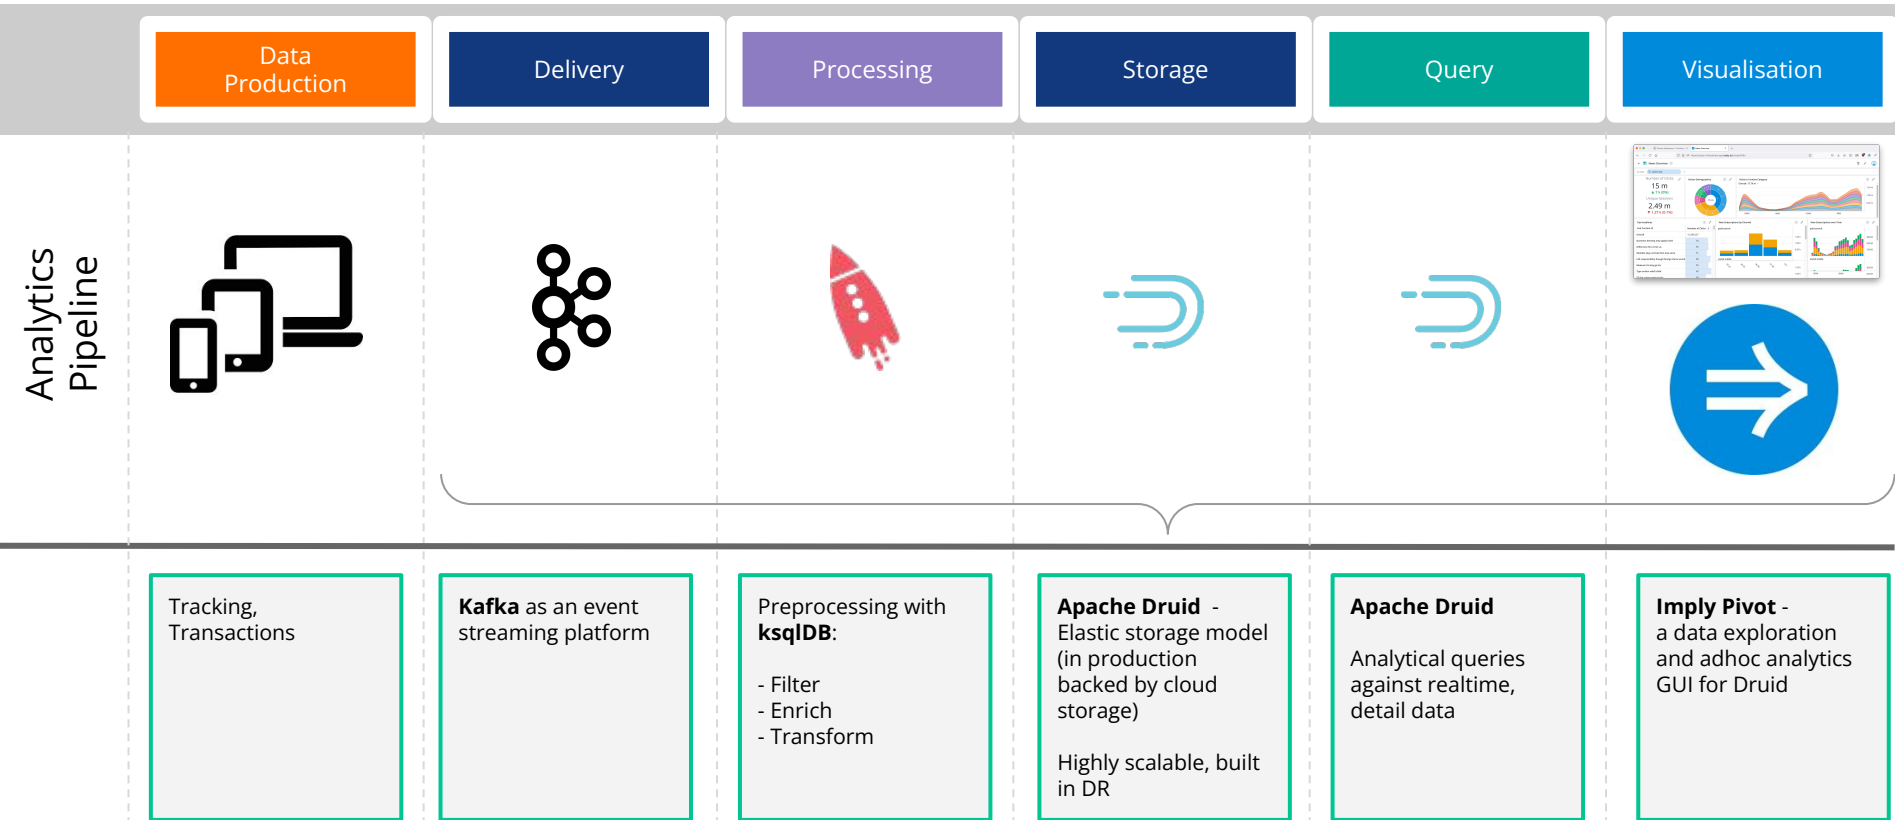 Data
Production
Delivery
Processing
Storage
Query
Visualisation
Analytics
Pipeline
15 m
2.49 m
Tracking,
Transactions
Kafka as an event
streaming platform
Preprocessing with
ksqlDB:
- Filter
- Enrich
- Transform
Apache Druid -
Elastic storage model
(in production
backed by cloud
storage)
Highly scalable, built
in DR
Apache Druid
Analytical queries
against realtime,
detail data
Imply Pivot -
a data exploration
and adhoc analytics
GUI for Druid